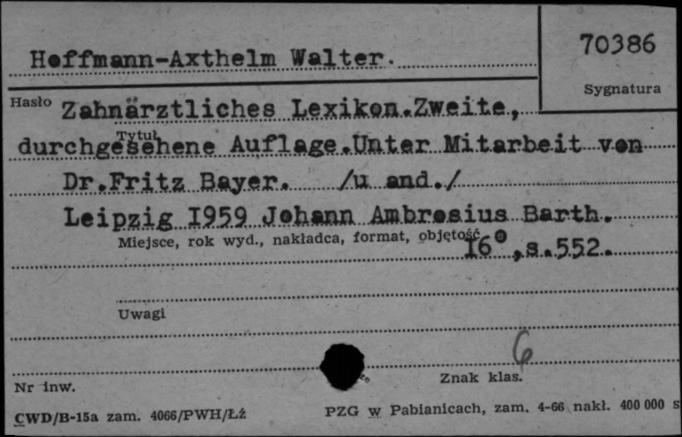 Hoffmann-Axthelm Walter.
70386
Sygnatura
Hasło
Zahnärztliches Lexikon.Zweite,
Tytuł
durchgesehene Auflage.Unter Mitarbeit von
Dr.Fritz Bayer. /u and./
Leipzig I959 Johann Ambrosius Barth.
Miejsce, rok wyd., nakładca, format, objętość
I6°,s.552.
Uwagi
6
Nr inw.
Znak klas.
CWD/B-15a zam. 4066/PWH/Łź
PZG w Pabianicach, zam. 4-66 nakł. 400 000 s